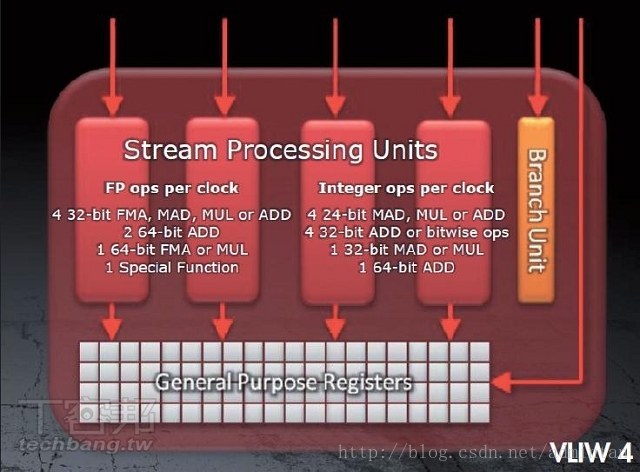 Stream Processing Units
FP ops per clock
4 32-bit FMA, MAD, MUL or ADD
2 64-bit ADD
1 64-bit FMA or MUL
1 Special Function
Integer ops per clock
4 24-bit MAD, MUL or ADD
4 32-bit ADD or bitwise ops
1 32-bit MAD or MUL
1 64-bit ADD
Branch Unit
General Purpose Registers
T客邦
techbang.tw
http://blog.csdn.net/
VLIW 4